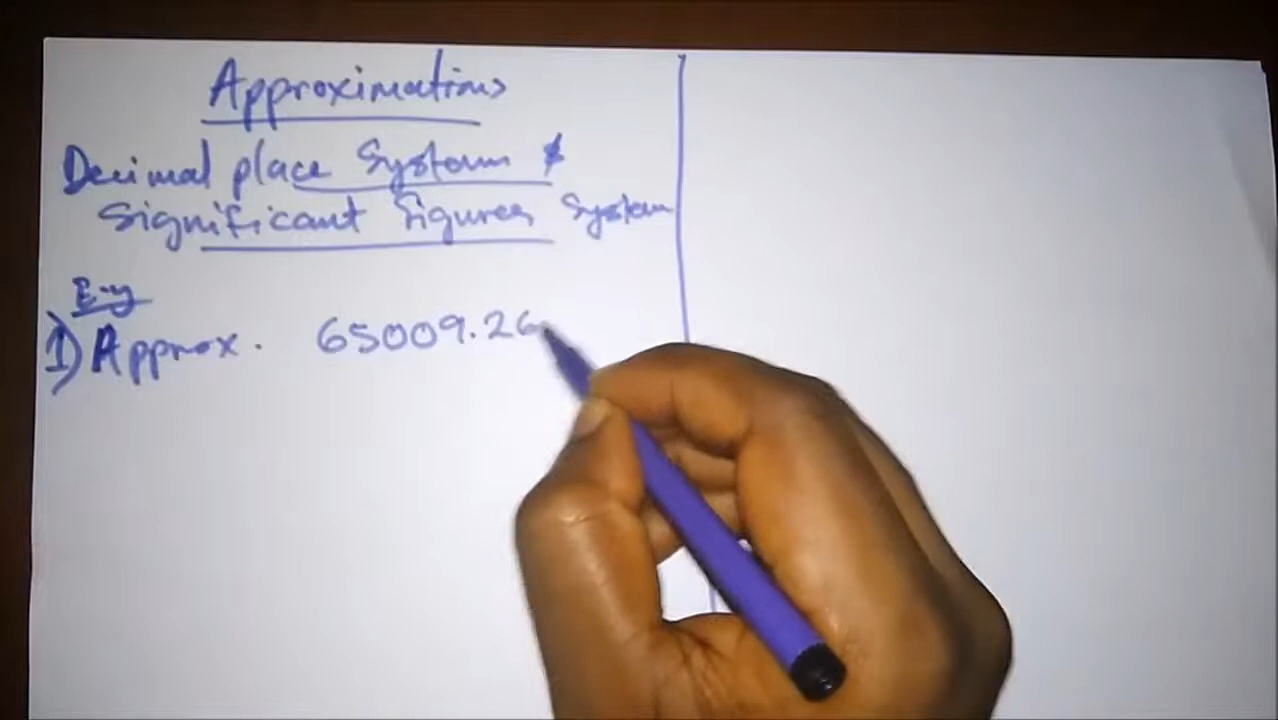 Approximations
Decimal place System &
Significant figures System
E.g
1) Approx. 65009.26